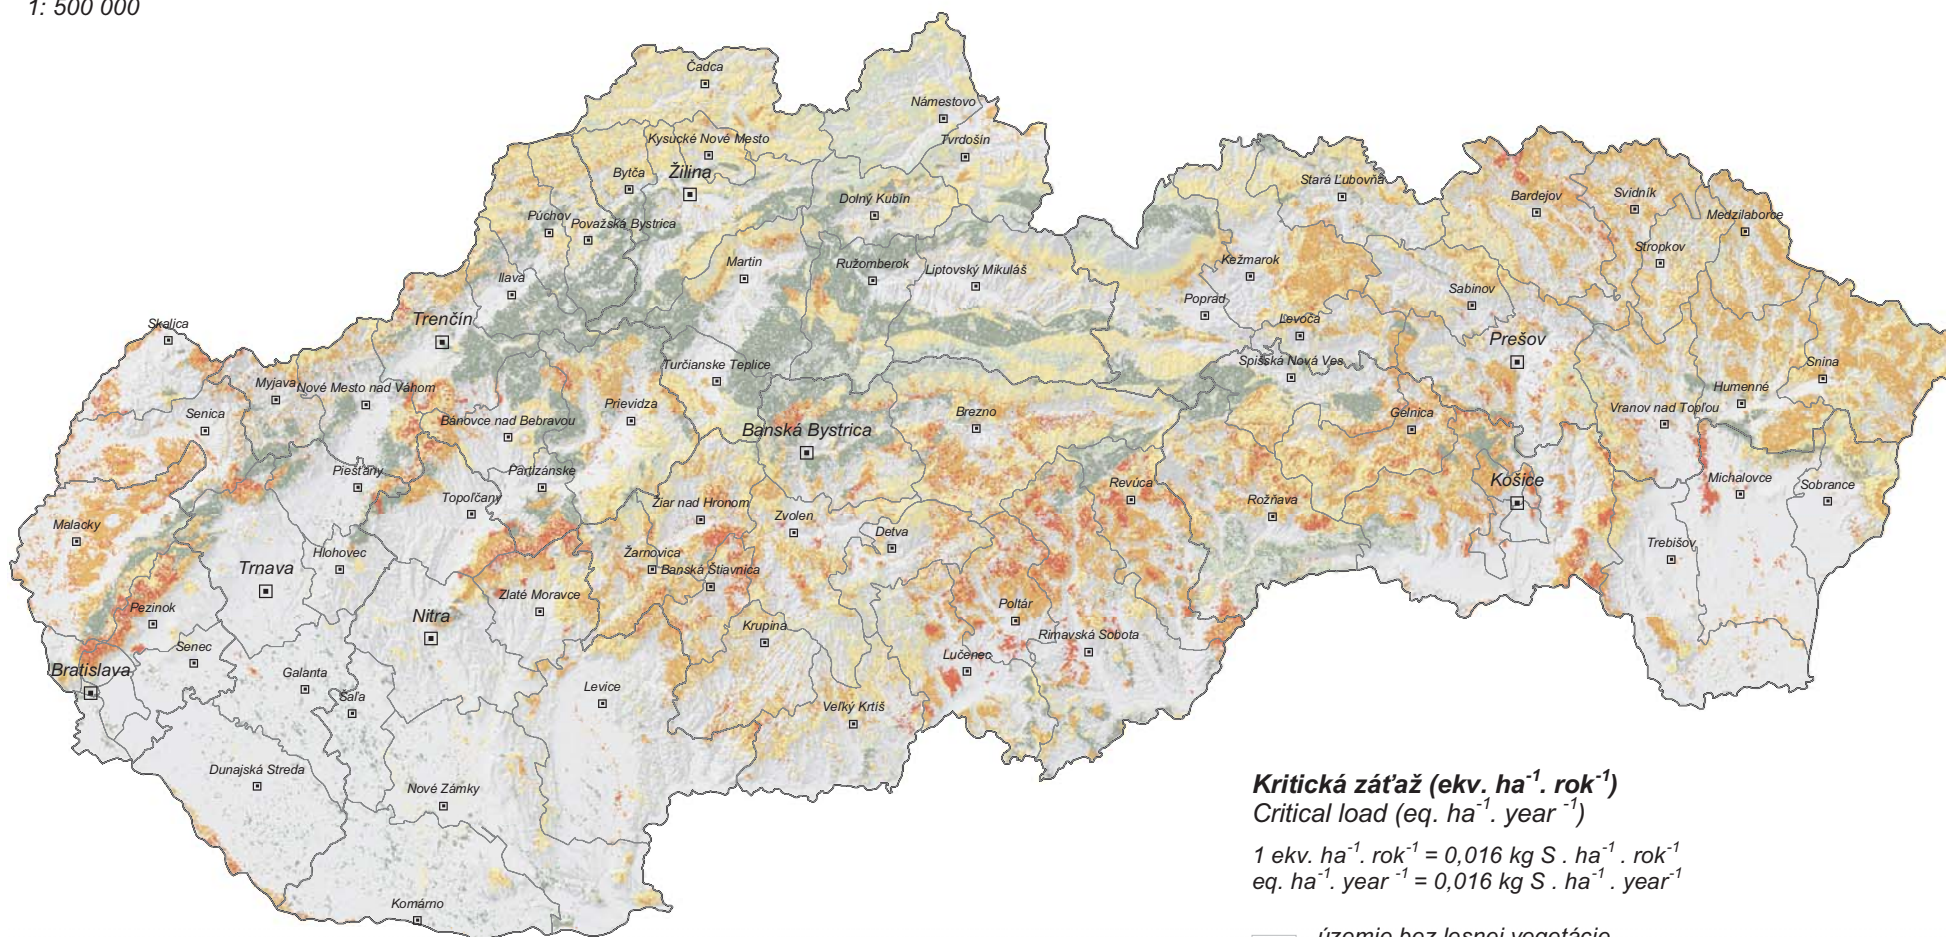 1: 500 000
Čadca
Námestovo
Kysucké Nové Mesto
Tvrdošín
Bytča
Žilina
Stará Ľubovňa
Dolný Kubín
Bardejov
Svidník
Púchov
Považská Bystrica
Medzilaborce
Stropkov
Martin
Ružomberok
Liptovský Mikuláš
Kežmarok
Ilava
Sabinov
Poprad
Skalica
Trenčín
Levoča
Prešov
Turčianske Teplice
Spišská Nová Ves
Snina
Myjava
Nové Mesto nad Váhom
Humenné
Senica
Bánovce nad Bebravou
Prievidza
Brezno
Gelnica
Vranov nad Topľou
Banská Bystrica
Piešťany
Partizánske
Revúca
Košice
Michalovce
Sobrance
Topoľčany
Žiar nad Hronom
Rožňava
Malacky
Zvolen
Detva
Hlohovec
Žarnovica
Trebišov
Trnava
Banská Štiavnica
Pezinok
Zlaté Moravce
Poltár
Nitra
Krupina
Rimavská Sobota
Senec
Lučenec
Bratislava
Galanta
Šaľa
Levice
Veľký Krtíš
Dunajská Streda
Nové Zámky
Komárno
Kritická záťaž (ekv. ha⁻¹. rok⁻¹)
Critical load (eq. ha⁻¹. year ⁻¹)
1 ekv. ha⁻¹. rok⁻¹ = 0,016 kg S . ha⁻¹ . rok⁻¹
eq. ha⁻¹. year ⁻¹ = 0,016 kg S . ha⁻¹ . year⁻¹
územie bez lesnej vegetácie